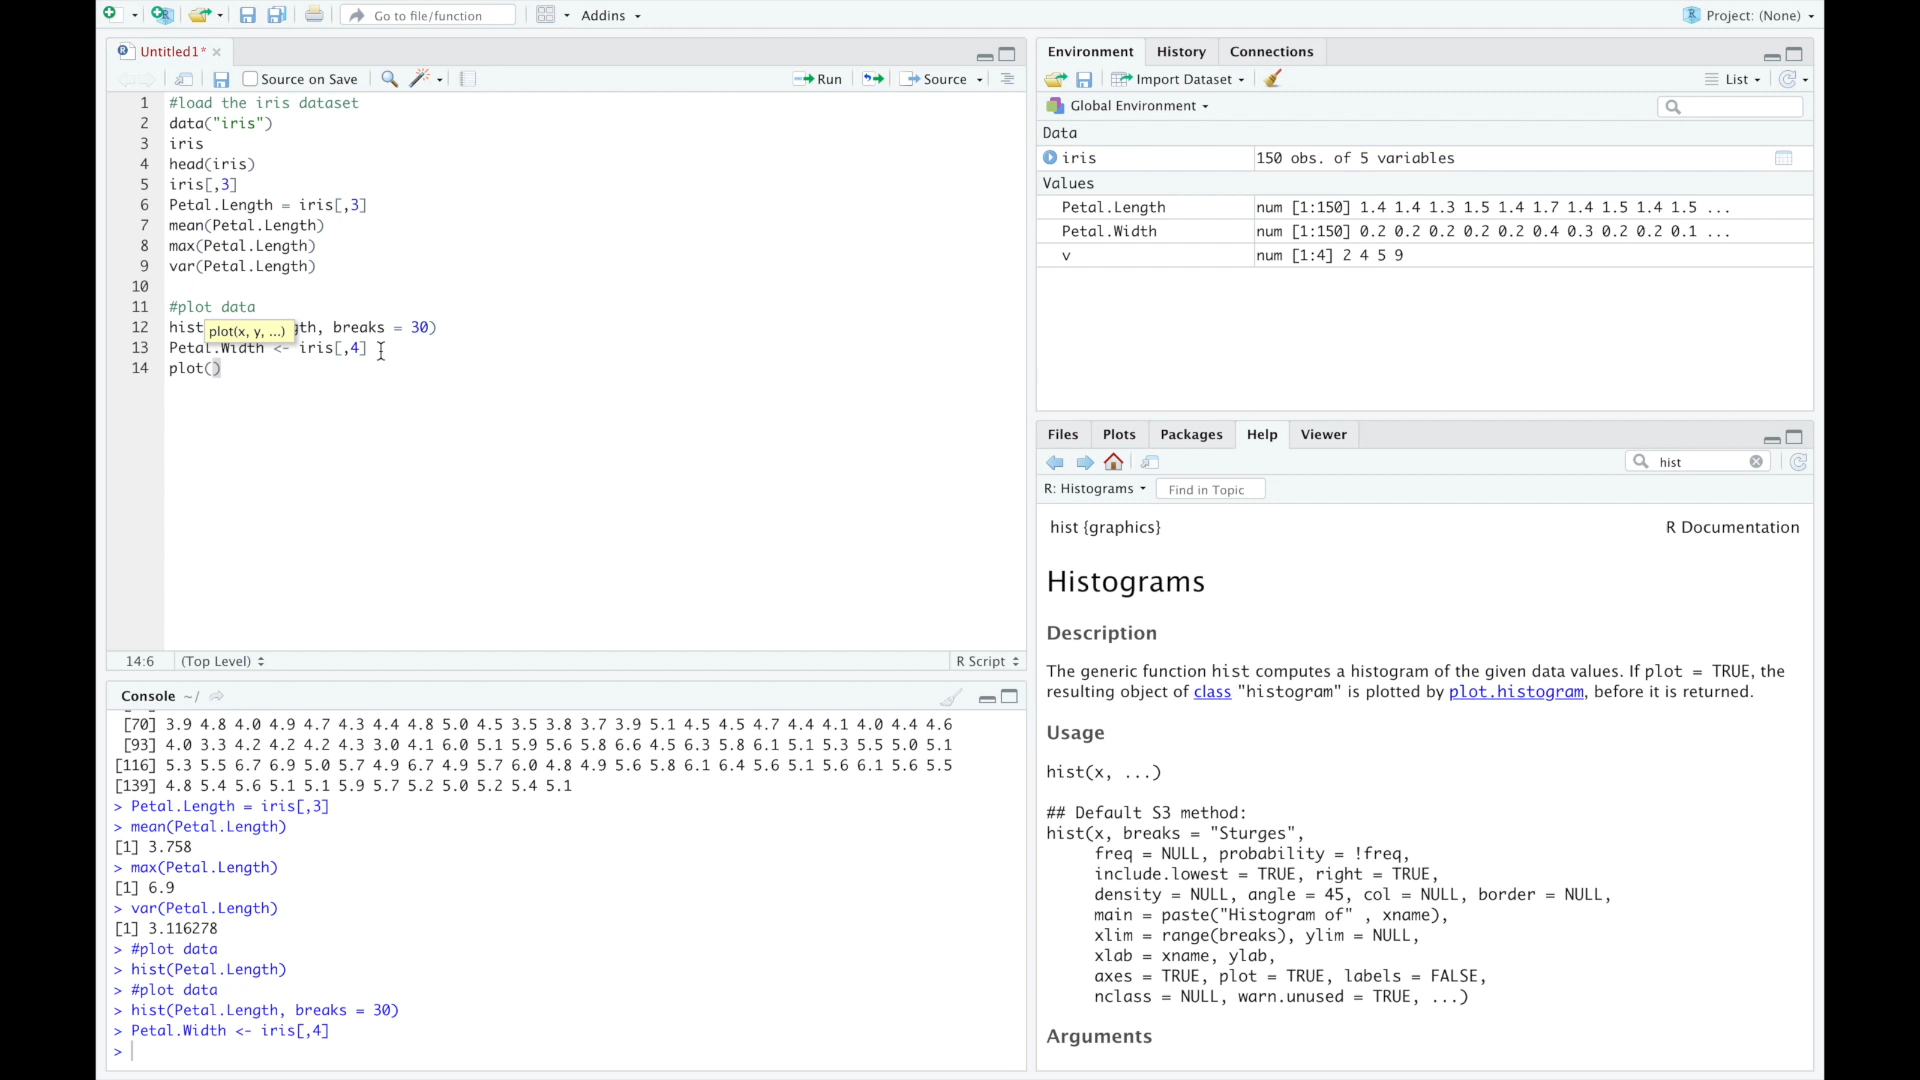 Go to file/function
Addins
Project: (None)
Untitled1*
Source on Save
Run
Source
1 #load the iris dataset
2 data("iris")
3 iris
4 head(iris)
5 iris[,3]
6 Petal.Length = iris[,3]
7 mean(Petal.Length)
8 max(Petal.Length)
9 var(Petal.Length)
10
11 #plot data
12 hist gth, breaks = 30)
plot(x, y, ...)
13 Petal.Width <- iris[,4]
14 plot()
14:6 (Top Level) R Script
Console ~/
[70] 3.9 4.8 4.0 4.9 4.7 4.3 4.4 4.8 5.0 4.5 3.5 3.8 3.7 3.9 5.1 4.5 4.5 4.7 4.4 4.1 4.0 4.4 4.6
[93] 4.0 3.3 4.2 4.2 4.2 4.3 3.0 4.1 6.0 5.1 5.9 5.6 5.8 6.6 4.5 6.3 5.8 6.1 5.1 5.3 5.5 5.0 5.1
[116] 5.3 5.5 6.7 6.9 5.0 5.7 4.9 6.7 4.9 5.7 6.0 4.8 4.9 5.6 5.8 6.1 6.4 5.6 5.1 5.6 6.1 5.6 5.5
[139] 4.8 5.4 5.6 5.1 5.1 5.9 5.7 5.2 5.0 5.2 5.4 5.1
> Petal.Length = iris[,3]
> mean(Petal.Length)
[1] 3.758
> max(Petal.Length)
[1] 6.9
> var(Petal.Length)
[1] 3.116278
> #plot data
> hist(Petal.Length)
> #plot data
> hist(Petal.Length, breaks = 30)
> Petal.Width <- iris[,4]
>
Environment History Connections
Import Dataset List
Global Environment
Data
iris 150 obs. of 5 variables
Values
Petal.Length num [1:150] 1.4 1.4 1.3 1.5 1.4 1.7 1.4 1.5 1.4 1.5 ...
Petal.Width num [1:150] 0.2 0.2 0.2 0.2 0.2 0.4 0.3 0.2 0.2 0.1 ...
v num [1:4] 2 4 5 9
Files Plots Packages Help Viewer
hist
R: Histograms Find in Topic
hist {graphics} R Documentation
Histograms
Description
The generic function hist computes a histogram of the given data values. If plot = TRUE, the
resulting object of class "histogram" is plotted by plot.histogram, before it is returned.
Usage
hist(x, ...)
## Default S3 method:
hist(x, breaks = "Sturges",
freq = NULL, probability = !freq,
include.lowest = TRUE, right = TRUE,
density = NULL, angle = 45, col = NULL, border = NULL,
main = paste("Histogram of" , xname),
xlim = range(breaks), ylim = NULL,
xlab = xname, ylab,
axes = TRUE, plot = TRUE, labels = FALSE,
nclass = NULL, warn.unused = TRUE, ...)
Arguments